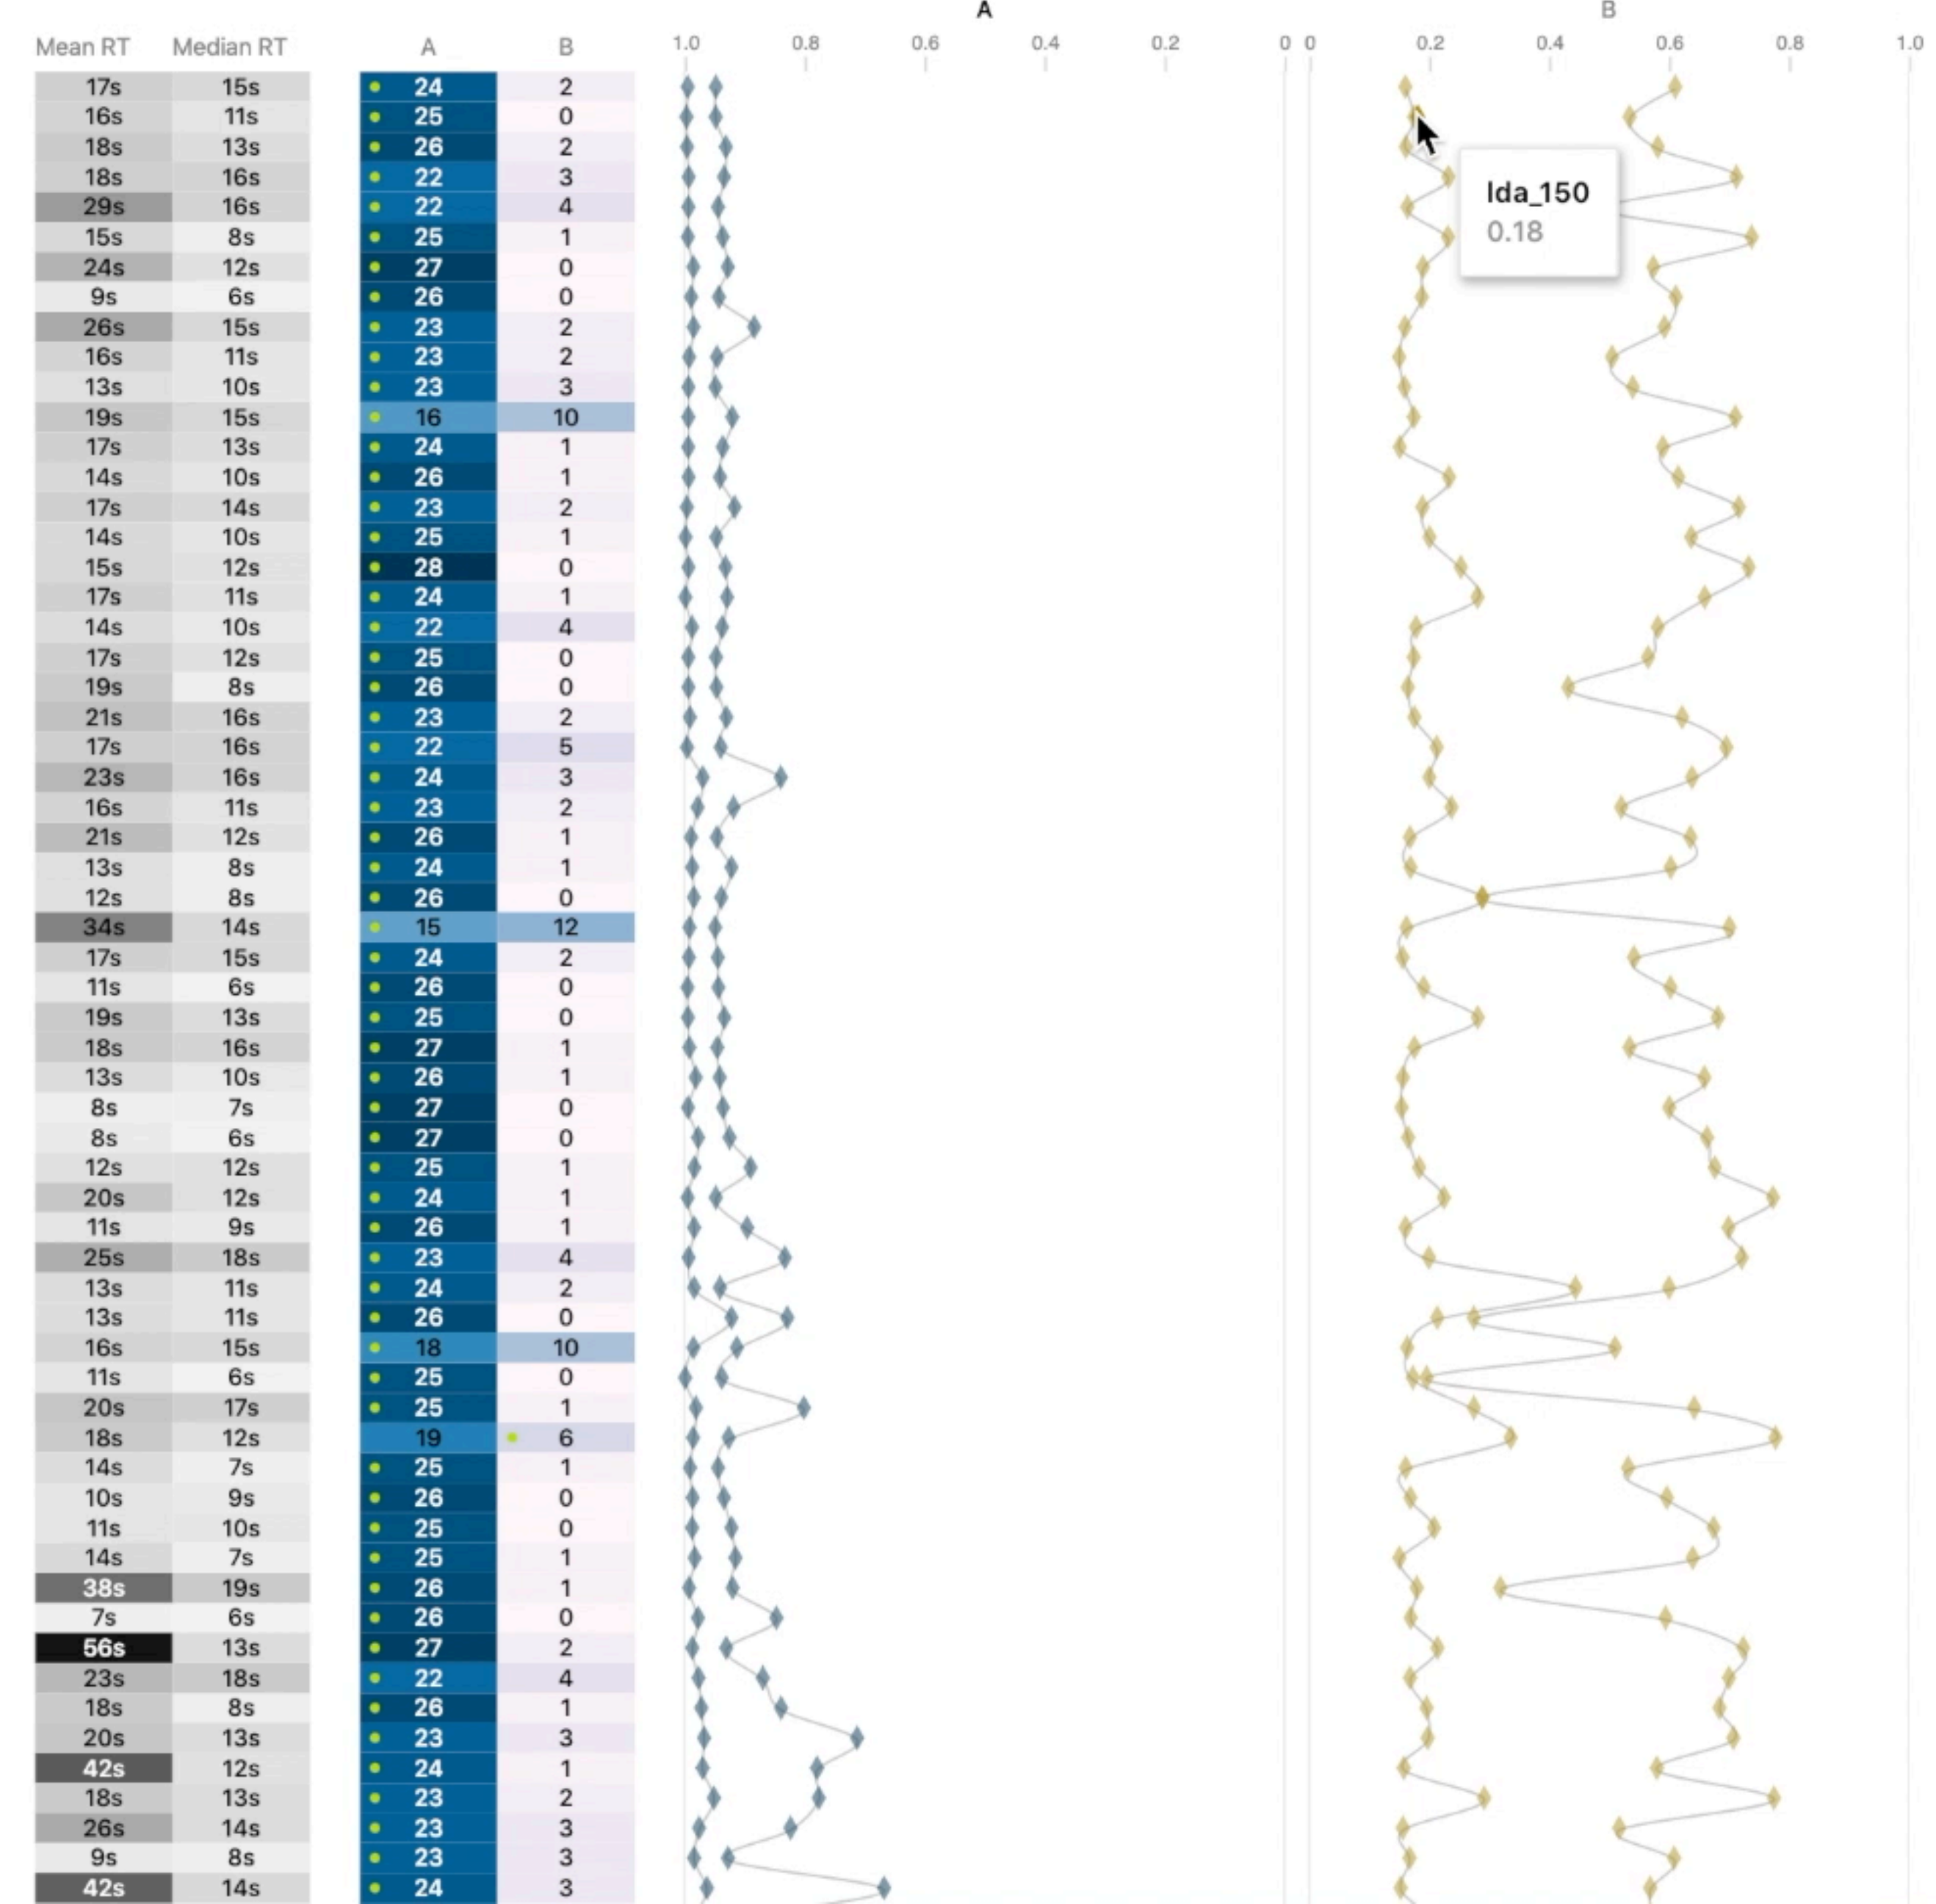 A B
Mean RT Median RT A B 1.0 0.8 0.6 0.4 0.2 0 0 0.2 0.4 0.6 0.8 1.0
17s 15s 24 2
16s 11s 25 0
18s 13s 26 2
18s 16s 22 3
lda_150
29s 16s 22 4
0.18
15s 8s 25 1
24s 12s 27 0
9s 6s 26 0
26s 15s 23 2
16s 11s 23 2
13s 10s 23 3
19s 15s 16 10
17s 13s 24 1
14s 10s 26 1
17s 14s 23 2
14s 10s 25 1
15s 12s 28 0
17s 11s 24 1
14s 10s 22 4
17s 12s 25 0
19s 8s 26 0
21s 16s 23 2
17s 16s 22 5
23s 16s 24 3
16s 11s 23 2
21s 12s 26 1
13s 8s 24 1
12s 8s 26 0
34s 14s 15 12
17s 15s 24 2
11s 6s 26 0
19s 13s 25 0
18s 16s 27 1
13s 10s 26 1
8s 7s 27 0
8s 6s 27 0
12s 12s 25 1
20s 12s 24 1
11s 9s 26 1
25s 18s 23 4
13s 11s 24 2
13s 11s 26 0
16s 15s 18 10
11s 6s 25 0
20s 17s 25 1
18s 12s 19 6
14s 7s 25 1
10s 9s 26 0
11s 10s 25 0
14s 7s 25 1
38s 19s 26 1
7s 6s 26 0
56s 13s 27 2
23s 18s 22 4
18s 8s 26 1
20s 13s 23 3
42s 12s 24 1
18s 13s 23 2
26s 14s 23 3
9s 8s 23 3
42s 14s 24 3